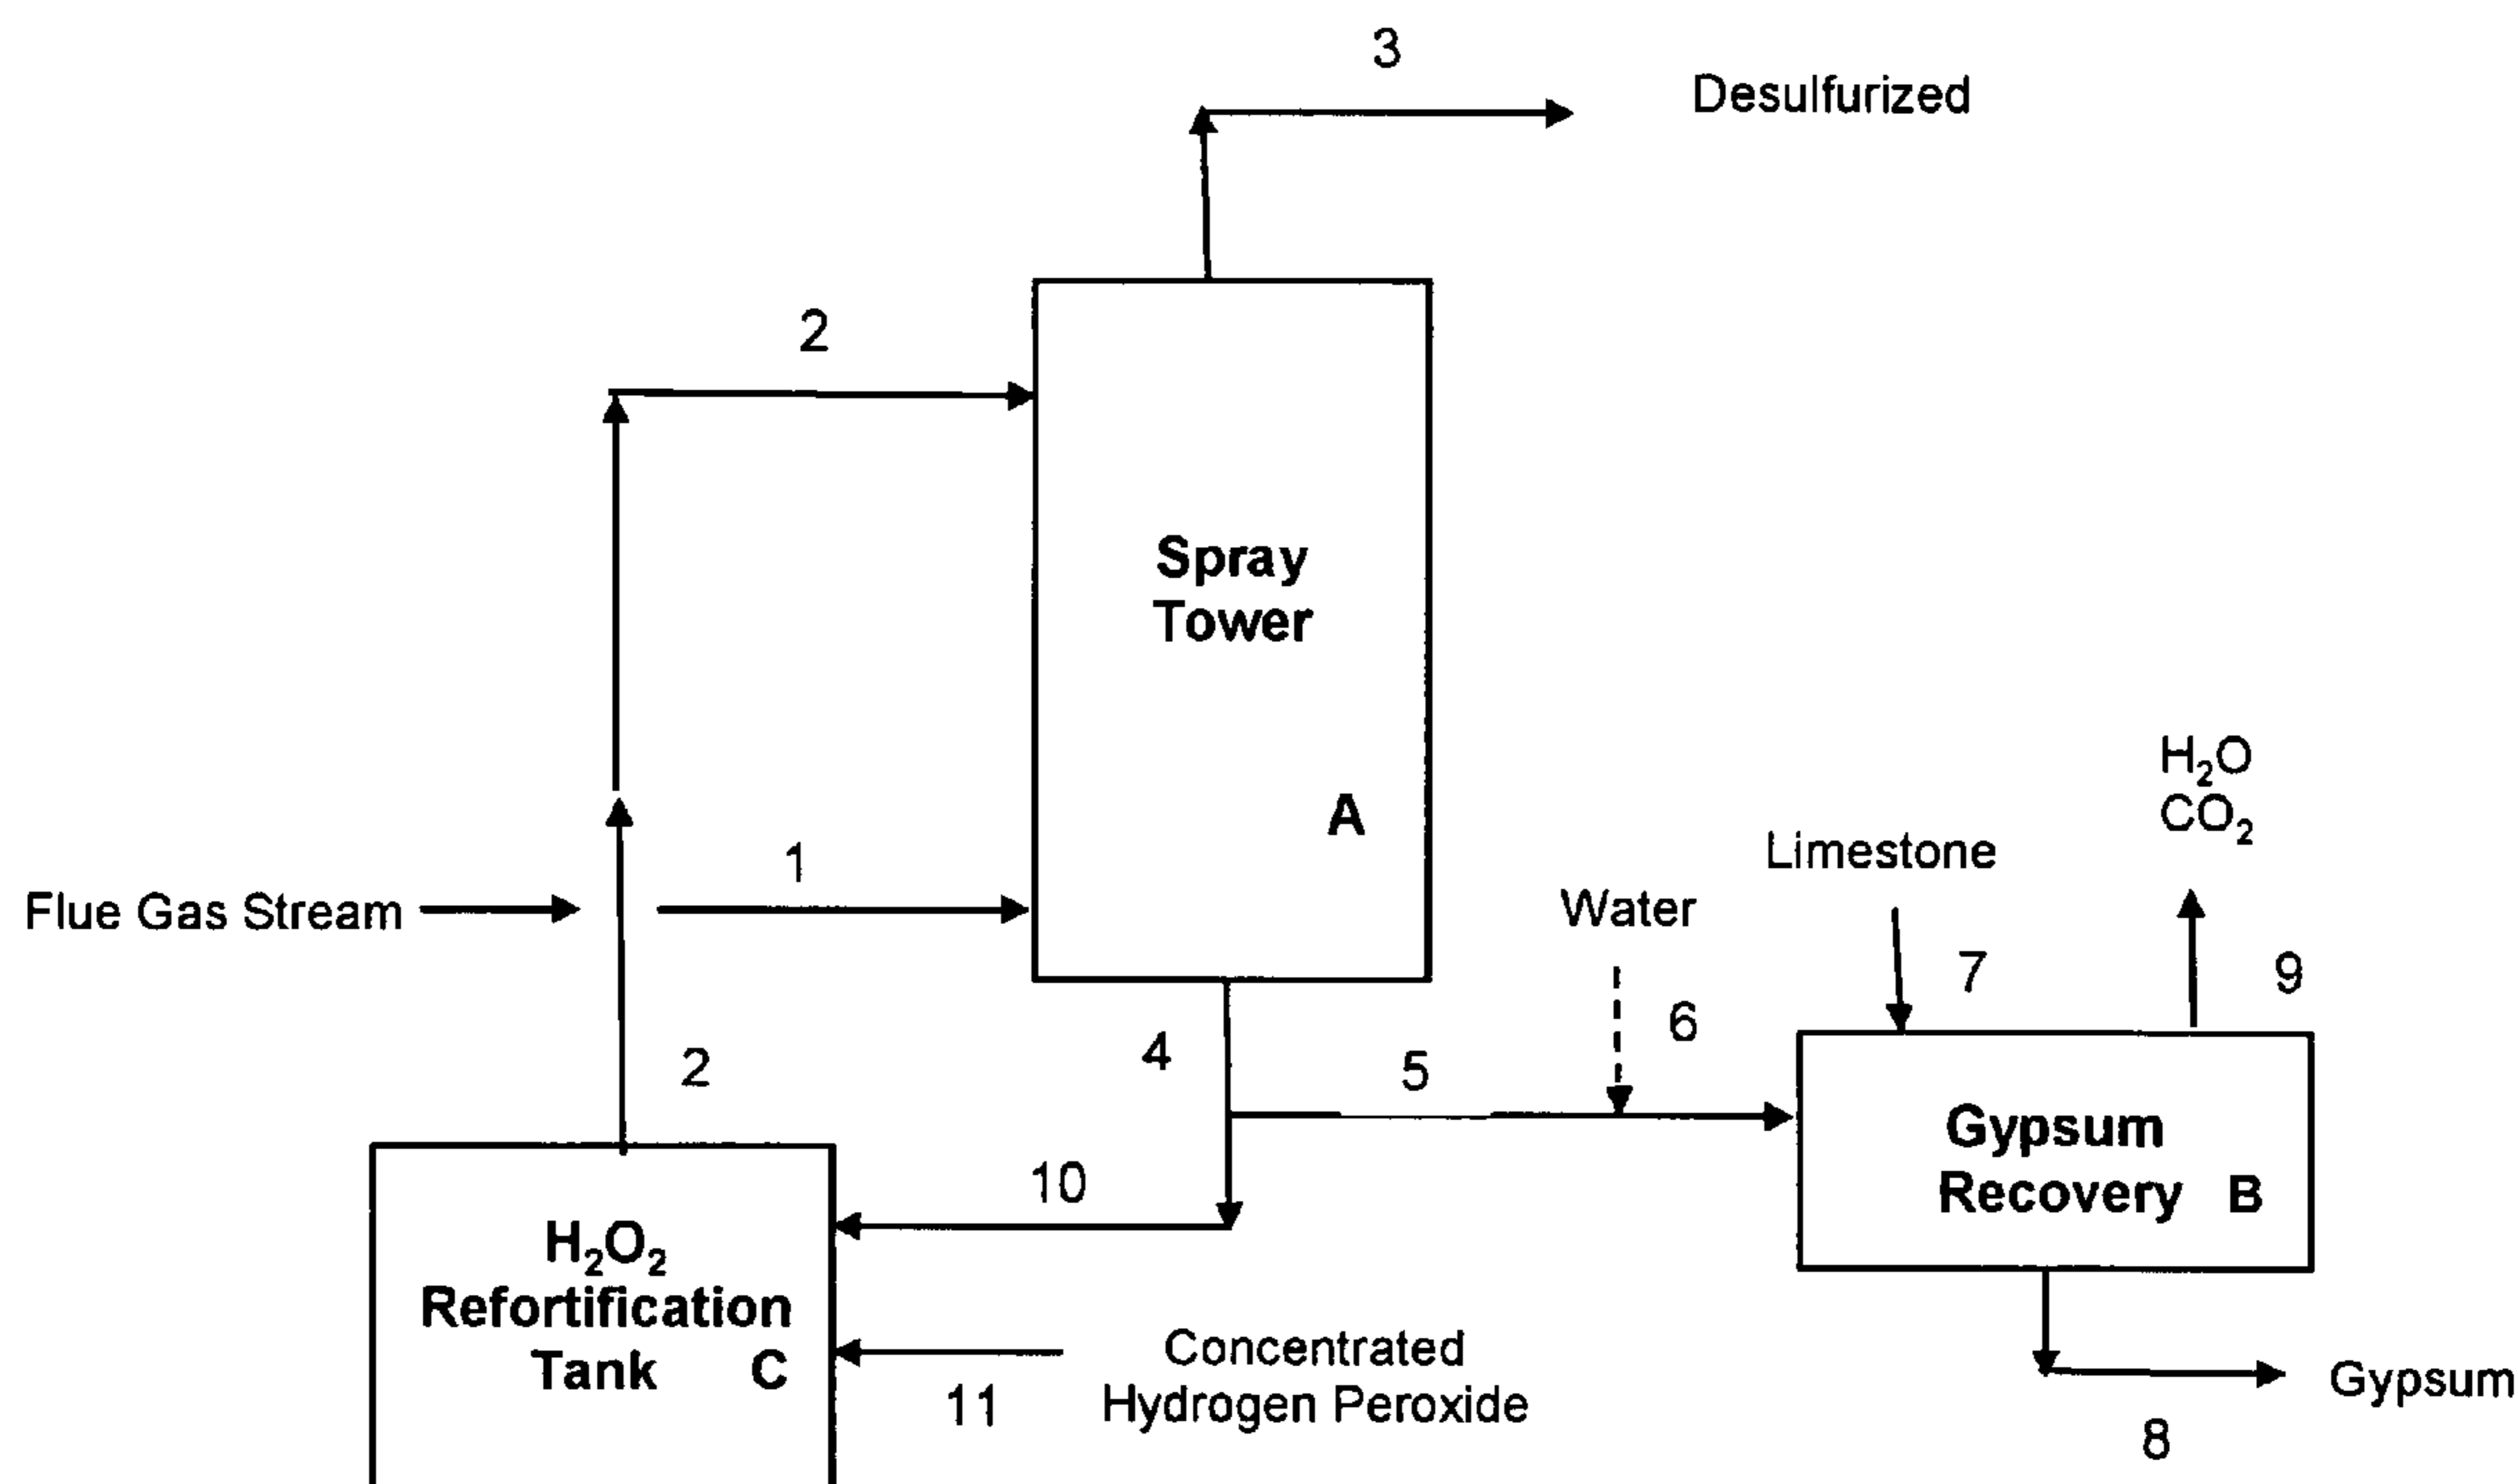 3
Desulfurized
2
Spray
Tower
A
H₂O
CO₂
Limestone
1
Flue Gas Stream
Water
7
9
6
4
5
2
Gypsum
Recovery B
10
H₂O₂
Refortification
Tank C
Concentrated
Hydrogen Peroxide
11
Gypsum
8